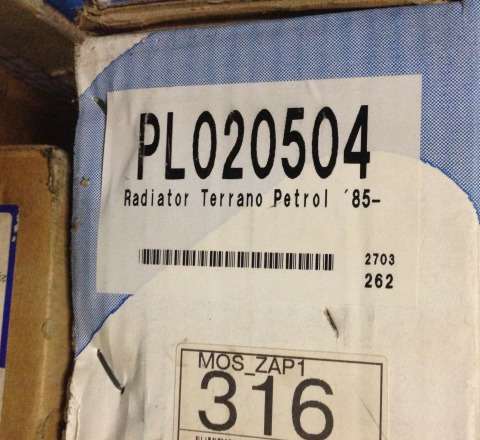 PL020504
Radiator Terrano Petrol ´85-
2703
262
MOS_ZAP1
316